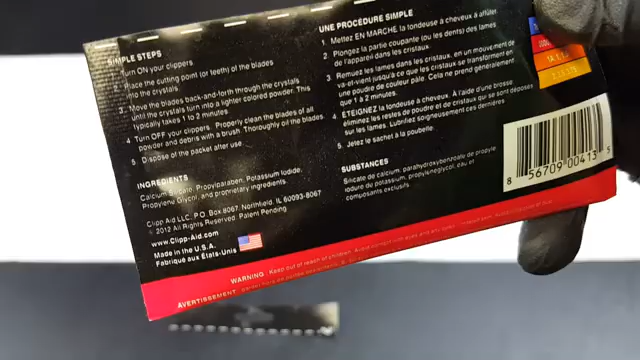 SIMPLE STEPS
Turn ON your clippers
Place the cutting point (or teeth) of the blades
into the crystals
3. Move the blades back-and-forth through the crystals
until the crystals turn into a lighter colored powder. This
typically takes 1 to 2 minutes
4. Turn OFF your clippers. Properly clean the blades of all
powder and debris with a brush. Thoroughly oil the blades
5. Dispose of the packet after use
INGREDIENTS
Calcium Silicate, Propylparaben, Potassium Iodide,
Propylene Glycol, and proprietary ingredients.
Clipp Aid LLC. P.O. Box 8067, Northfield, IL 60093-8067
© 2012 All Rights Reserved. Patent Pending
www.Clipp-Aid.com
Made in the U.S.A.
Fabriqué aux États-Unis
UNE PROCÉDURE SIMPLE
1. Mettez EN MARCHE la tondeuse à cheveux à affûter
2. Plongez la partie coupante (ou les dents) des lames
de l'appareil dans les cristaux.
3. Remuez les lames dans les cristaux, en un mouvement de
va-et-vient jusqu'à ce que les cristaux se transforment en
une poudre de couleur pâle. Cela ne prend généralement
que 1 à 2 minutes.
4. ÉTEIGNEZ la tondeuse à cheveux. À l'aide d'une brosse
éliminez les restes de poudre et de cristaux qui se sont déposés
sur les lames. Lubrifiez soigneusement ces dernières
5. Jetez le sachet à la poubelle.
SUBSTANCES
Silicate de calcium, parahydroxybenzoate de propyle
iodure du potassium, propylèneglycol, eau et
composants exclusifs.
8 56709 00413 5
WARNING: Keep out of reach of children. Avoid contact with eyes and
AVERTISSEMENT: